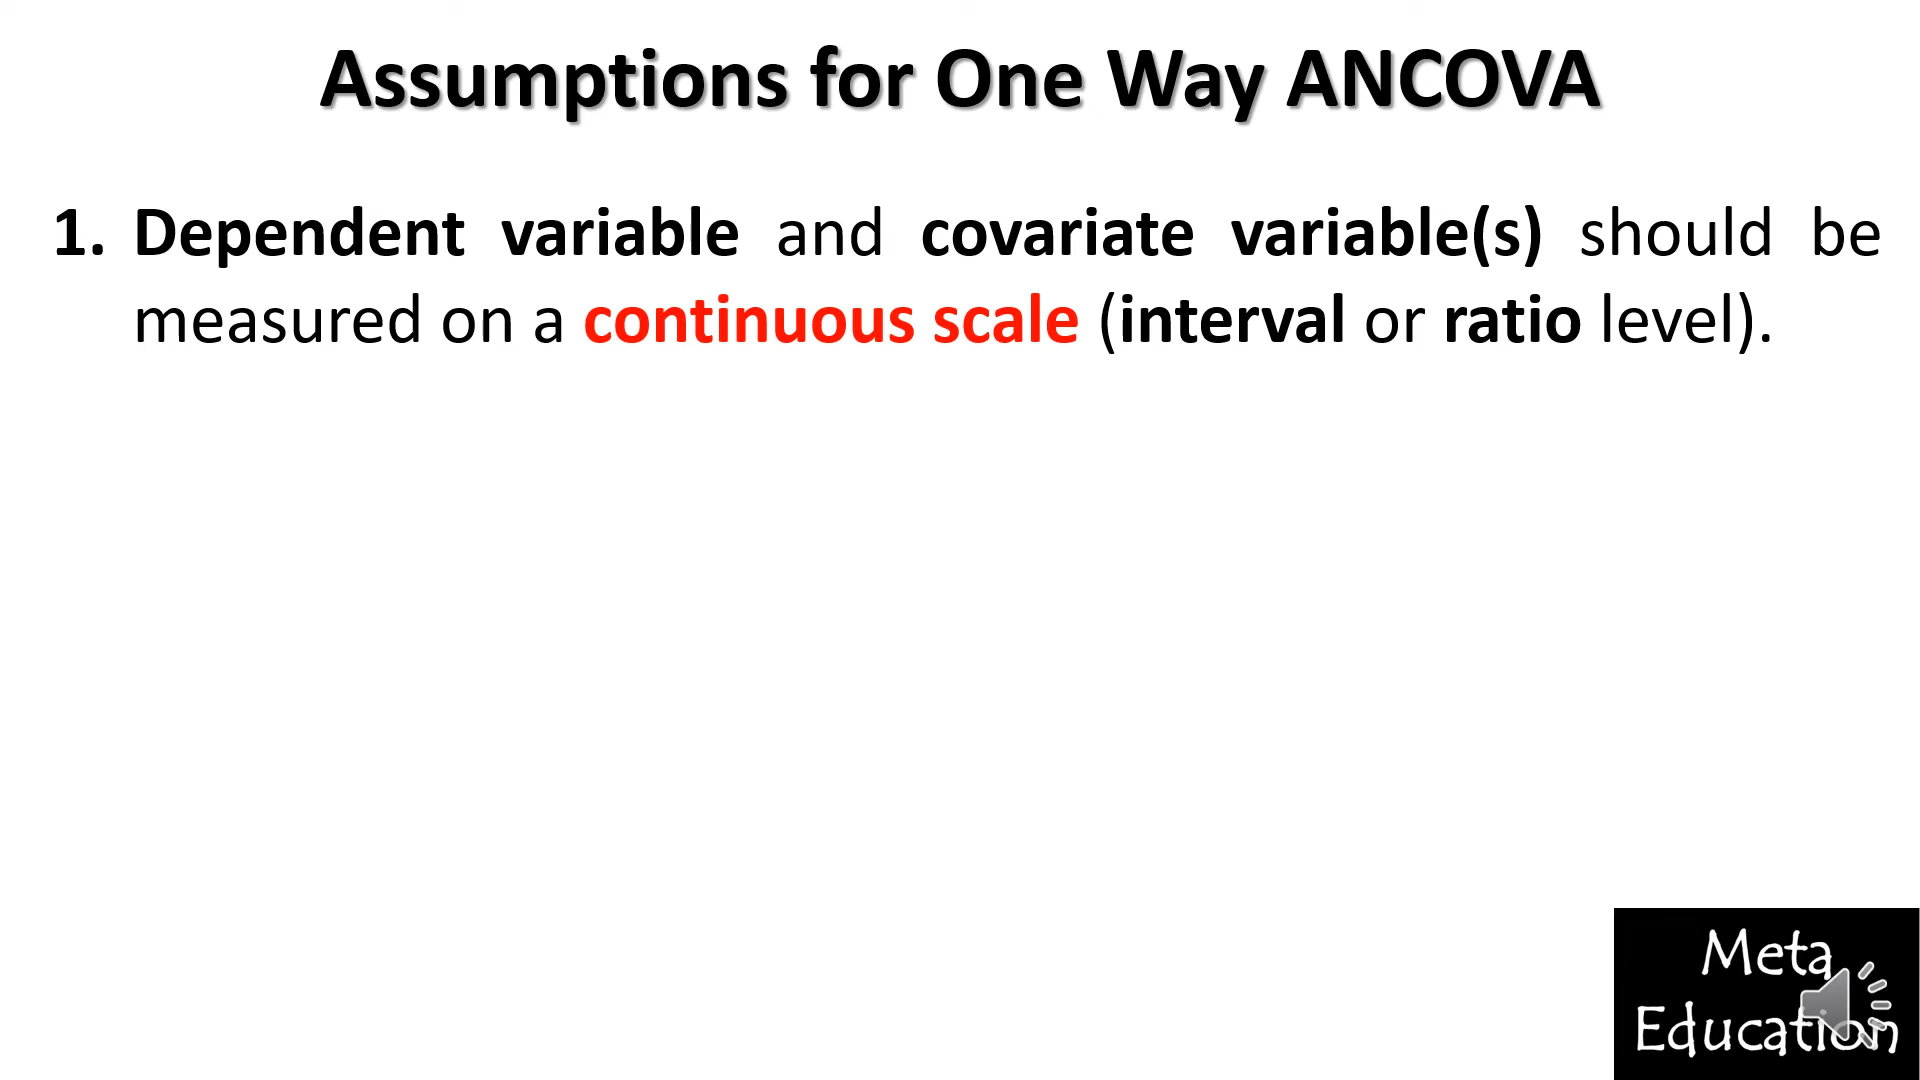 Assumptions for One Way ANCOVA
1. Dependent variable and covariate variable(s) should be
measured on a continuous scale (interval or ratio level).
Meta
Education